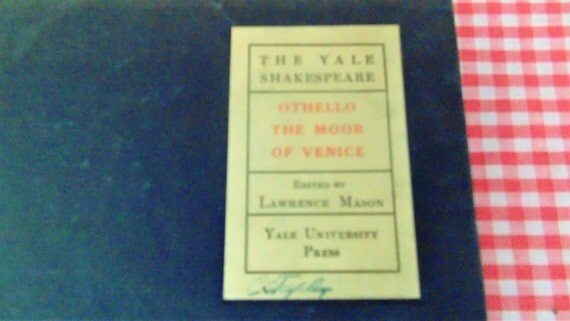 THE YALE
SHAKESPEARE
OTHELLO
THE MOOR
OF VENICE
EDITED BY
LAWRENCE MASON
YALE UNIVERSITY
PRESS